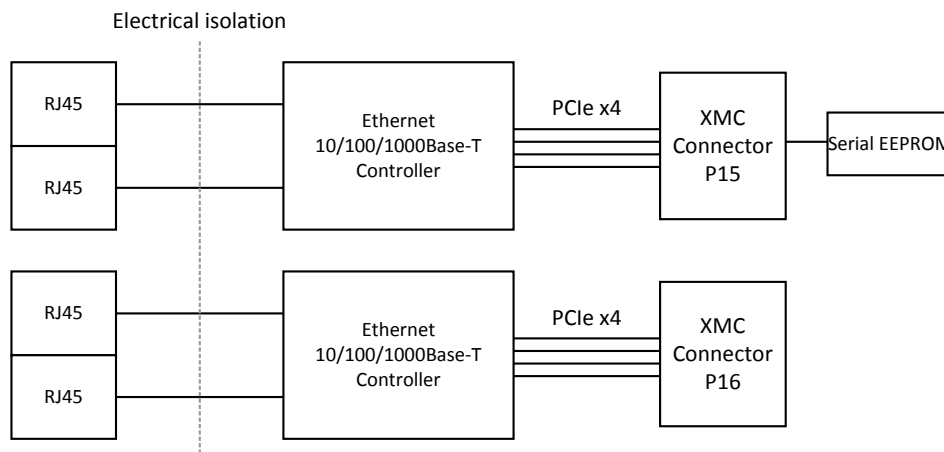 Electrical isolation
RJ45
RJ45
Ethernet
10/100/1000Base-T
Controller
PCIe x4
XMC
Connector
P15
Serial EEPROM
RJ45
RJ45
Ethernet
10/100/1000Base-T
Controller
PCIe x4
XMC
Connector
P16